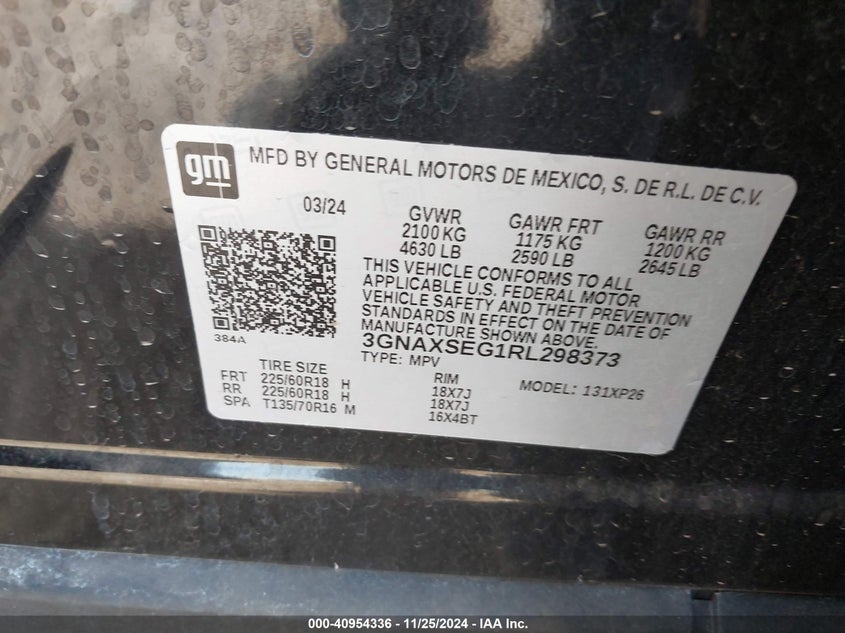 gm
MFD BY GENERAL MOTORS DE MEXICO, S. DE R.L. DE C.V.
03/24
GVWR GAWR FRT GAWR RR
2100 KG 1175 KG 1200 KG
4630 LB 2590 LB 2645 LB
THIS VEHICLE CONFORMS TO ALL
APPLICABLE U.S. FEDERAL MOTOR
VEHICLE SAFETY AND THEFT PREVENTION
STANDARDS IN EFFECT ON THE DATE OF
MANUFACTURE SHOWN ABOVE.
384A
3GNAXSEG1RL298373
TYPE: MPV
TIRE SIZE RIM MODEL: 131XP26
FRT 225/60R18 H 18X7J
RR 225/60R18 H 18X7J
SPA T135/70R16 M 16X4BT
000-40954336 - 11/25/2024 - IAA Inc.